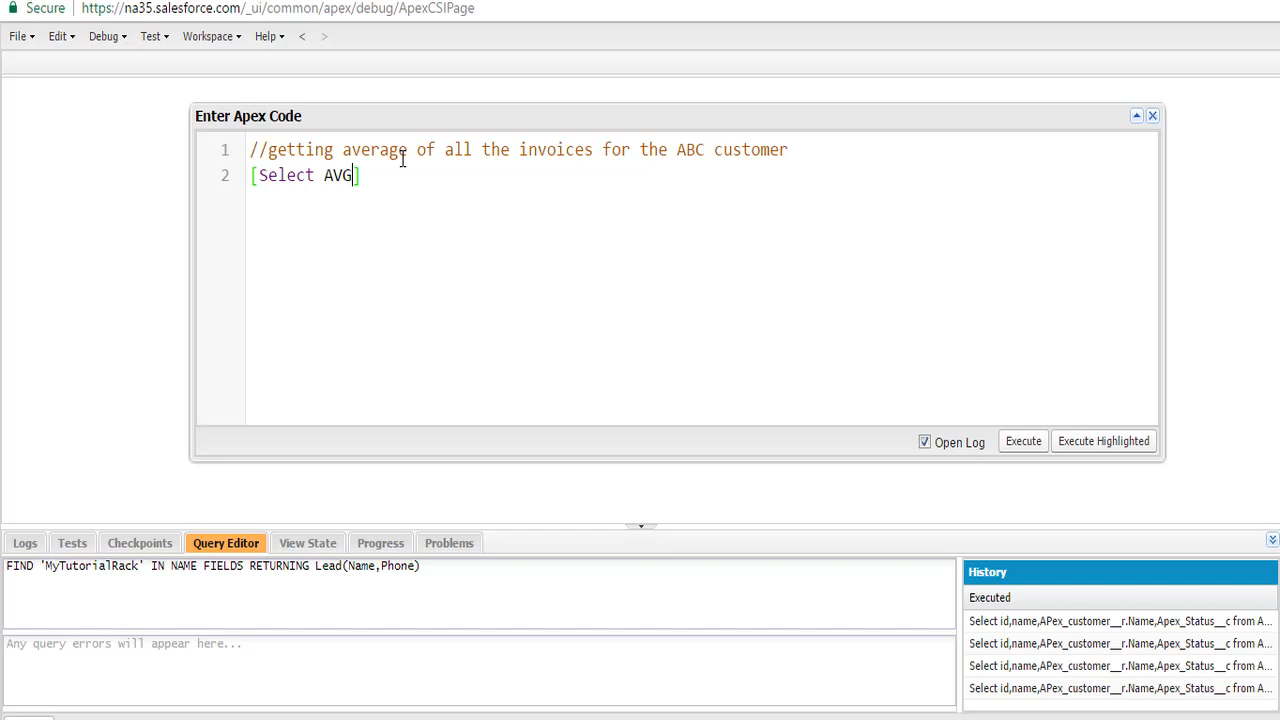 Secure https://na35.salesforce.com/_ui/common/apex/debug/ApexCSIPage
File Edit Debug Test Workspace Help < >
Enter Apex Code
1 //getting average of all the invoices for the ABC customer
2 [Select AVG]
Open Log Execute Execute Highlighted
Logs Tests Checkpoints Query Editor View State Progress Problems
FIND 'MyTutorialRack' IN NAME FIELDS RETURNING Lead(Name,Phone)
Any query errors will appear here...
History
Executed
Select id,name,APex_customer__r.Name,Apex_Status__c from A...
Select id,name,APex_customer__r.Name,Apex_Status__c from A...
Select id,name,APex_customer__r.Name,Apex_Status__c from A...
Select id,name,APex_customer__r.Name,Apex_Status__c from A...